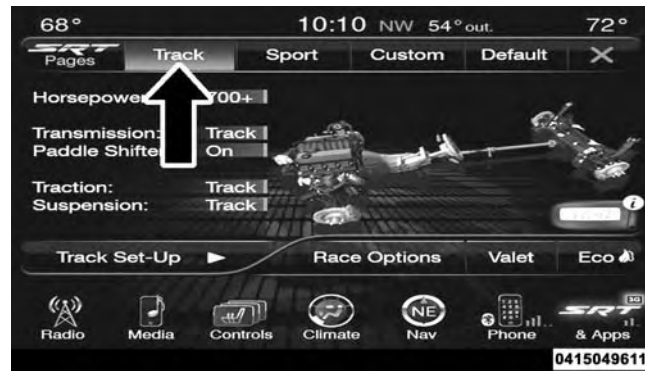 68° 10:10 NW 54° out. 72°
SRT Pages Track Sport Custom Default X
Horsepower 700+
Transmission: Track
Paddle Shifte On
Traction: Track
Suspension: Track
i
Track Set-Up Race Options Valet Eco
NE
3G
SRT
Radio Media Controls Climate Nav Phone & Apps
0415049611